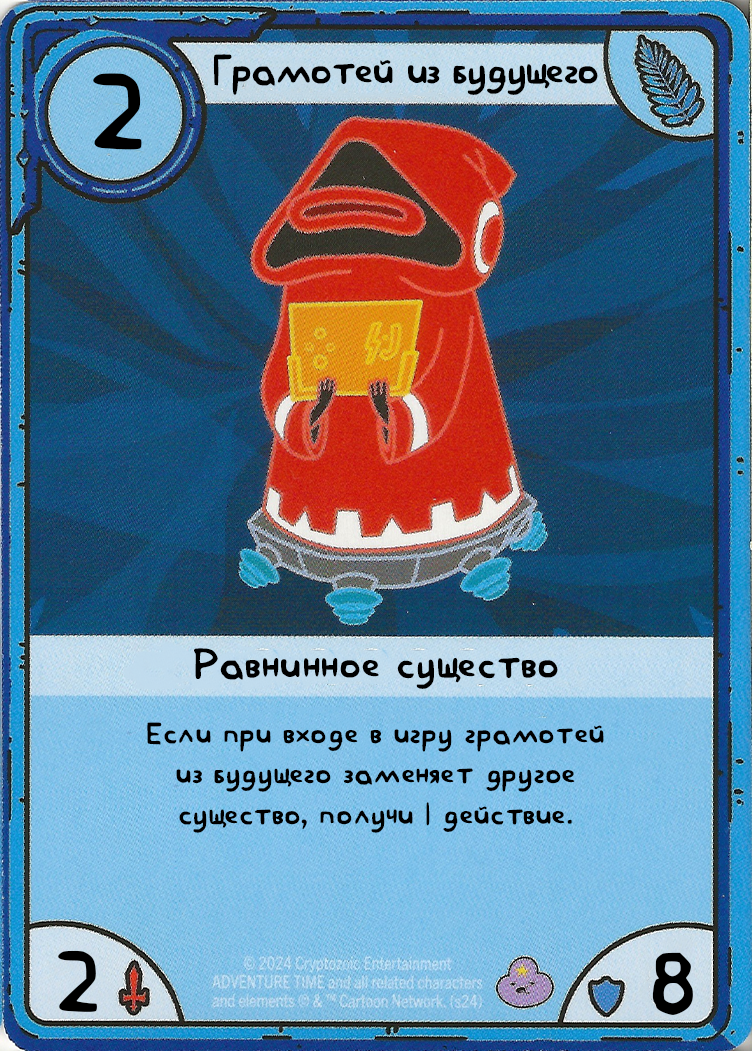 2
Грамотей из будущего
Равнинное существо
Если при входе в игру грамотей
из будущего заменяет другое
существо, получи 1 действие.
© 2024 Cryptozoic Entertainment
ADVENTURE TIME and all related characters
and elements © & ™ Cartoon Network. (s24)
2
8